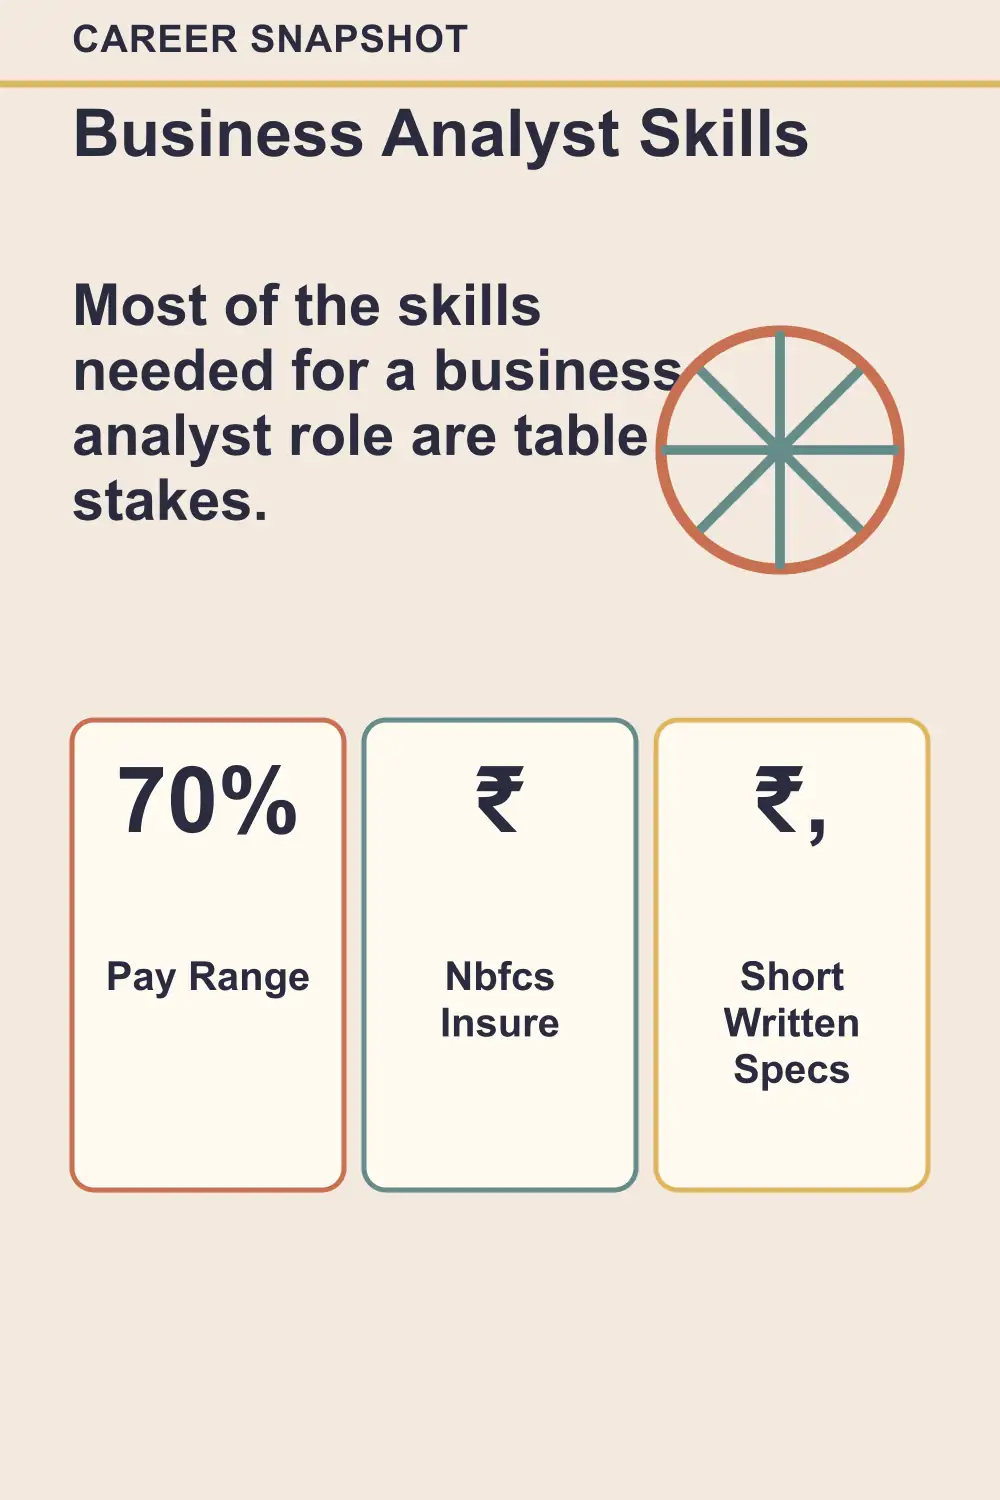 CAREER SNAPSHOT
Business Analyst Skills
Most of the skills
needed for a business
analyst role are table
stakes.
70%
Pay Range
₹
Nbfcs
Insure
₹,
Short
Written
Specs